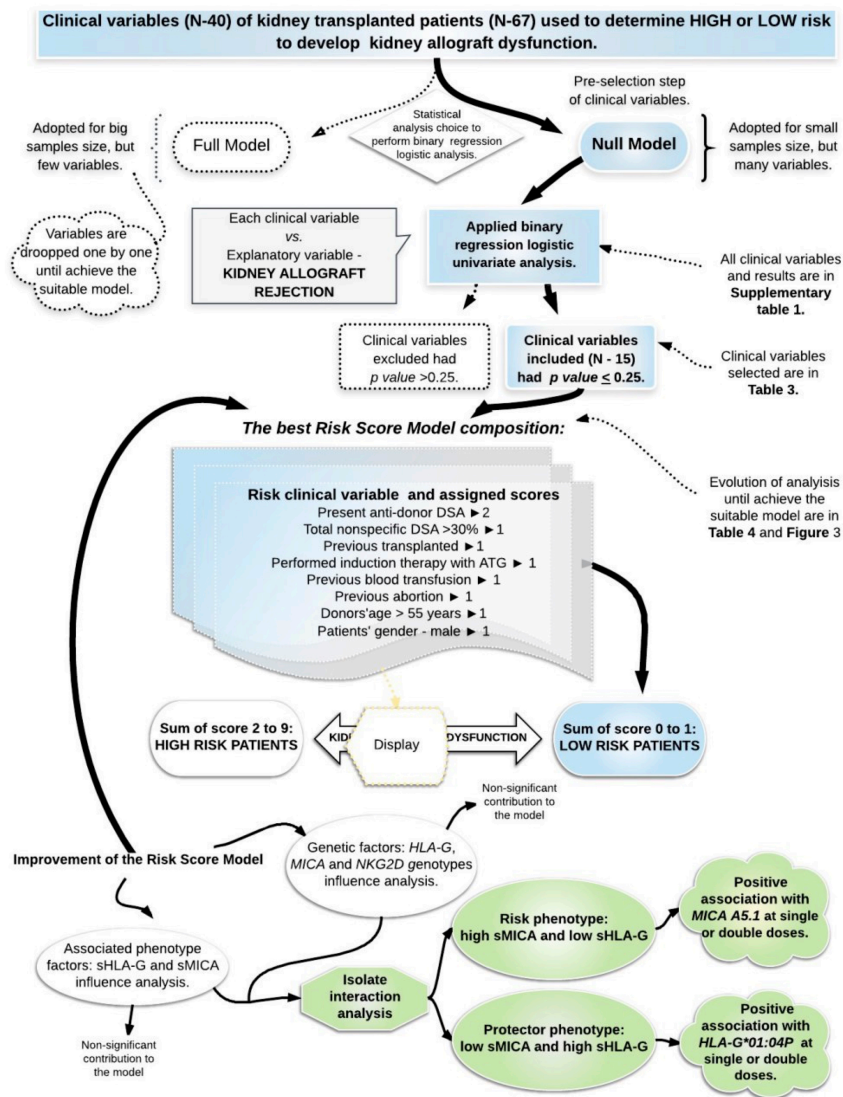 Clinical variables (N-40) of kidney transplanted patients (N-67) used to determine HIGH or LOW risk
to develop kidney allograft dysfunction.
Pre-selection step
of clinical variables.
Adopted for big
samples size, but
few variables.
Full Model
Statistical
analysis choice to
perform binary regression
logistic analysis.
Null Model
Adopted for small
samples size, but
many variables.
Variables are
droopped one by one
until achieve the
suitable model.
Each clinical variable
vs.
Explanatory variable -
KIDNEY ALLOGRAFT
REJECTION
Applied binary
regression logistic
univariate analysis.
All clinical variables
and results are in
Supplementary
table 1.
Clinical variables
excluded had
p value >0.25.
Clinical variables
included (N - 15)
had p value ≤ 0.25.
Clinical variables
selected are in
Table 3.
The best Risk Score Model composition:
Risk clinical variable and assigned scores
Present anti-donor DSA ►2
Total nonspecific DSA >30% ►1
Previous transplanted ►1
Performed induction therapy with ATG ► 1
Previous blood transfusion ► 1
Previous abortion ► 1
Donors'age > 55 years ►1
Patients' gender - male ► 1
Evolution of analyisis
until achieve the
suitable model are in
Table 4 and Figure 3
Sum of score 2 to 9:
HIGH RISK PATIENTS
KID
Display
DYSFUNCTION
Sum of score 0 to 1:
LOW RISK PATIENTS
Non-significant
contribution to
the model
Improvement of the Risk Score Model
Genetic factors: HLA-G,
MICA and NKG2D genotypes
influence analysis.
Associated phenotype
factors: sHLA-G and sMICA
influence analysis.
Non-significant
contribution to
the model
Isolate
interaction
analysis
Risk phenotype:
high sMICA and low sHLA-G
Positive
association with
MICA A5.1 at single
or double doses.
Protector phenotype:
low sMICA and high sHLA-G
Positive
association with
HLA-G*01:04P at
single or double
doses.